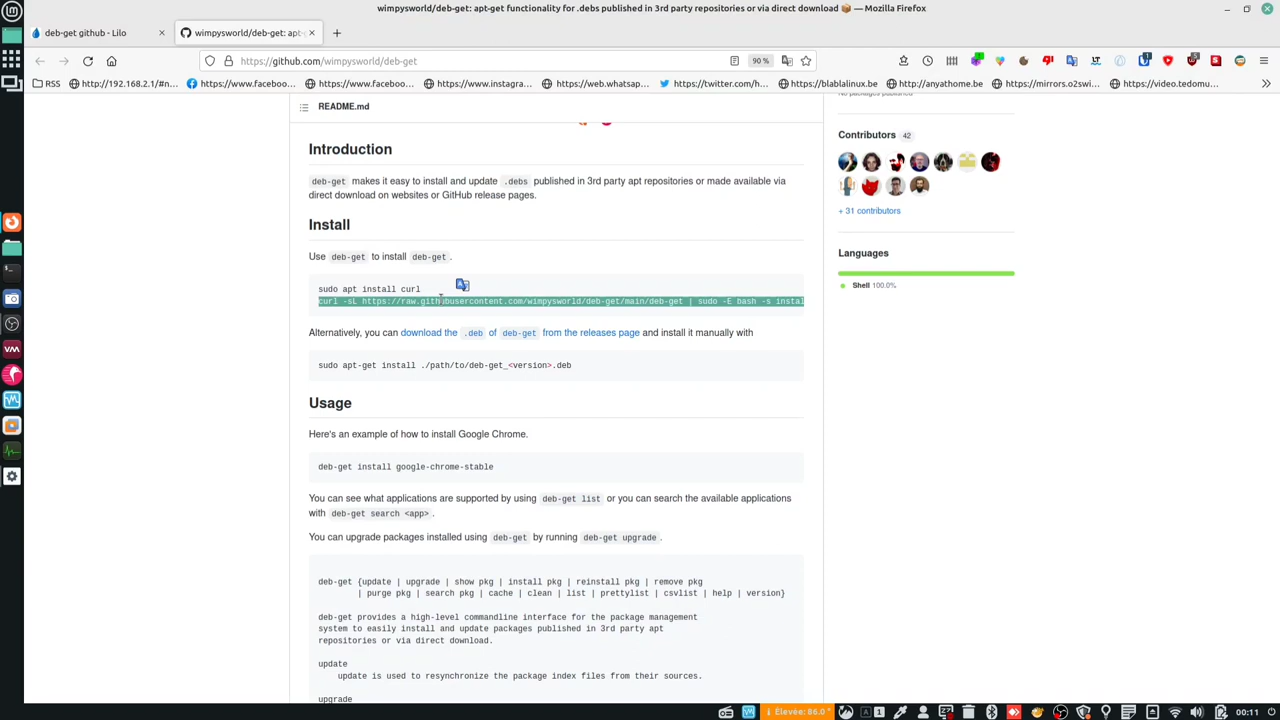 wimpysworld/deb-get: apt-get functionality for .debs published in 3rd party repositories or via direct download 📦 — Mozilla Firefox
deb-get github - Lilo
wimpysworld/deb-get: apt-
https://github.com/wimpysworld/deb-get
90 %
RSS
http://192.168.2.1/#n...
https://www.faceboo...
https://www.faceboo...
https://www.instagra...
https://web.whatsap...
https://twitter.com/h...
https://blablalinux.be
http://anyathome.be
https://mirrors.o2swi...
https://video.tedomu...
README.md
No packages published
Introduction
deb-get makes it easy to install and update .debs published in 3rd party apt repositories or made available via
direct download on websites or GitHub release pages.
Install
Use deb-get to install deb-get.
sudo apt install curl
curl -sL https://raw.githubusercontent.com/wimpysworld/deb-get/main/deb-get | sudo -E bash -s instal
Alternatively, you can download the .deb of deb-get from the releases page and install it manually with
sudo apt-get install ./path/to/deb-get_<version>.deb
Usage
Here's an example of how to install Google Chrome.
deb-get install google-chrome-stable
You can see what applications are supported by using deb-get list or you can search the available applications
with deb-get search <app>.
You can upgrade packages installed using deb-get by running deb-get upgrade.
deb-get {update | upgrade | show pkg | install pkg | reinstall pkg | remove pkg
| purge pkg | search pkg | cache | clean | list | prettylist | csvlist | help | version}
deb-get provides a high-level commandline interface for the package management
system to easily install and update packages published in 3rd party apt
repositories or via direct download.
update
update is used to resynchronize the package index files from their sources.
upgrade
Contributors 42
+ 31 contributors
Languages
Shell 100.0%
Élevée: 86.0°
00:11